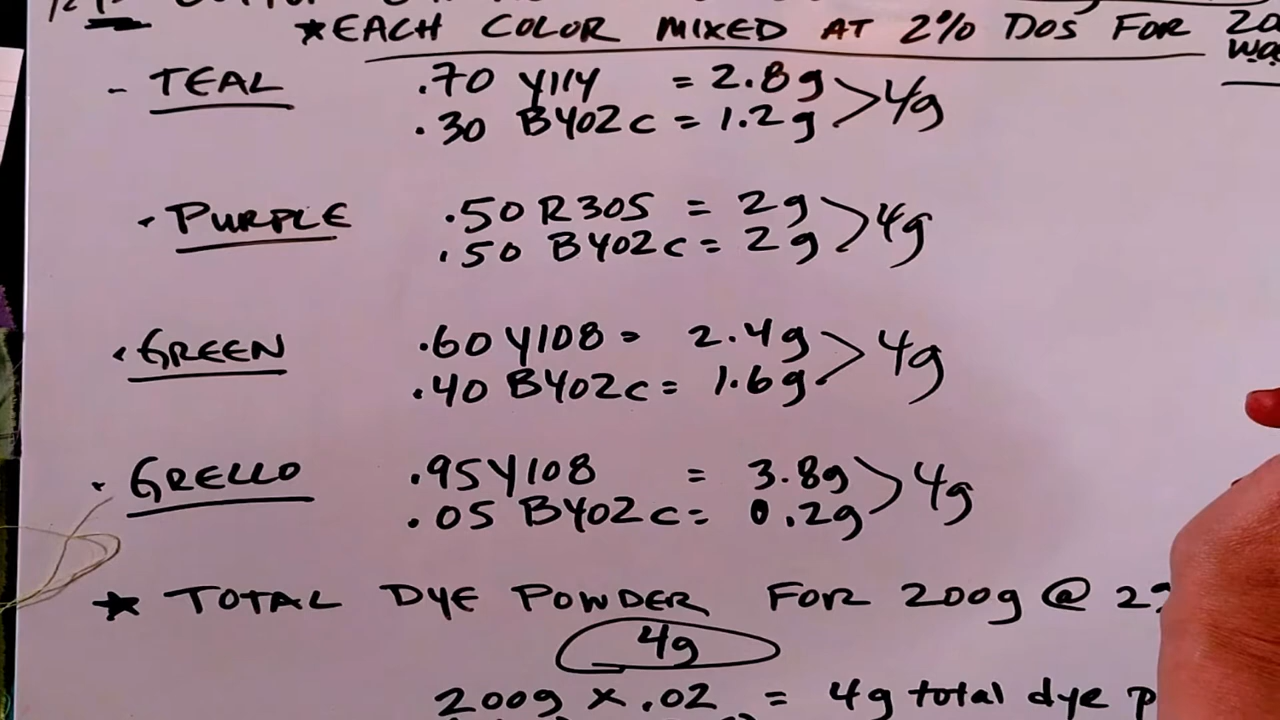 *EACH COLOR MIXED AT 2% DOS FOR
- TEAL .70 Y114 = 2.8g > 4g
.30 B402c = 1.2g
- PURPLE .50 R305 = 2g > 4g
.50 B402c = 2g
- GREEN .60 Y108 = 2.4g > 4g
.40 B402c = 1.6g
- GRELLO .95 Y108 = 3.8g > 4g
.05 B402c = 0.2g
* TOTAL DYE POWDER FOR 200g @
4g
200g x .02 = 4g total dye